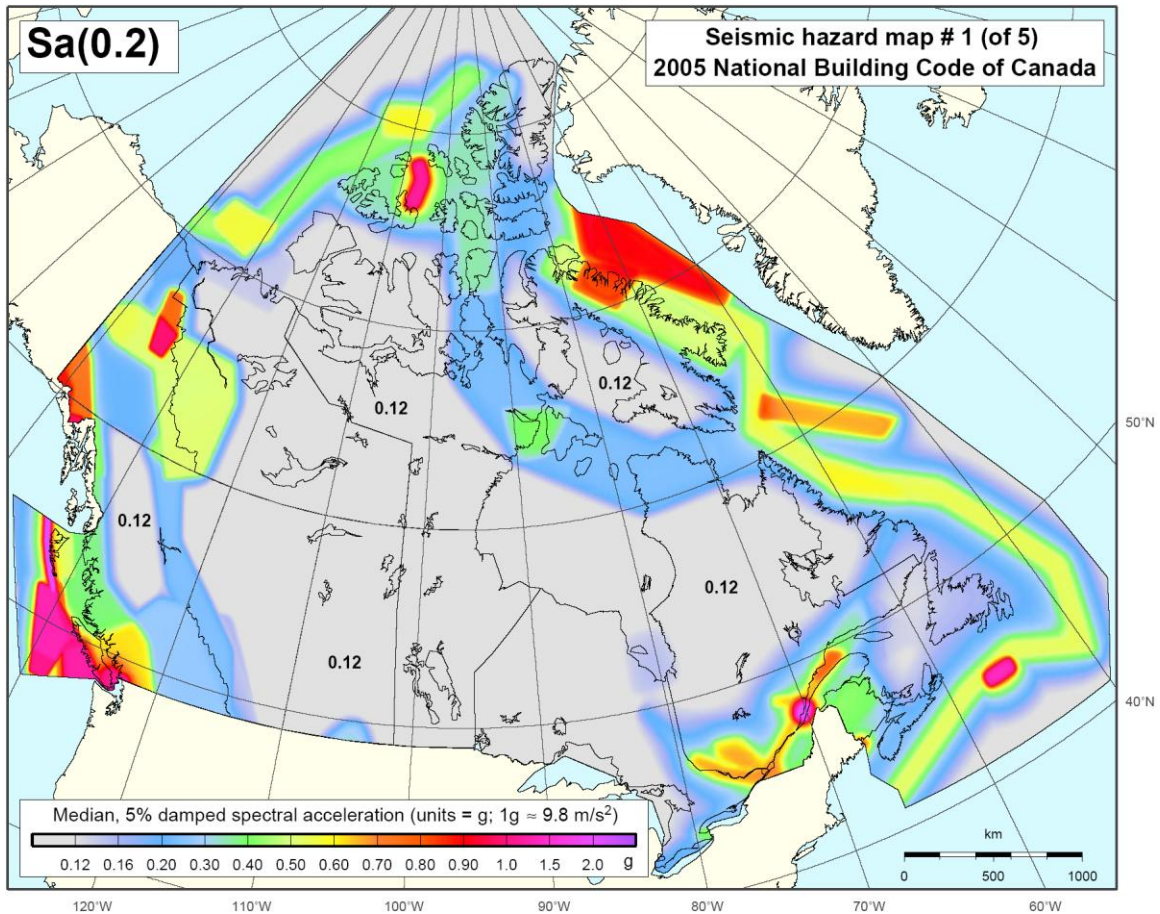 Sa(0.2)
Seismic hazard map # 1 (of 5)
2005 National Building Code of Canada
0.12
0.12
50°N
0.12
0.12
0.12
40°N
Median, 5% damped spectral acceleration (units = g; 1g ≈ 9.8 m/s²)
0.12 0.16 0.20 0.30 0.40 0.50 0.60 0.70 0.80 0.90 1.0 1.5 2.0 g
km
0 500 1000
120°W 110°W 100°W 90°W 80°W 70°W 60°W